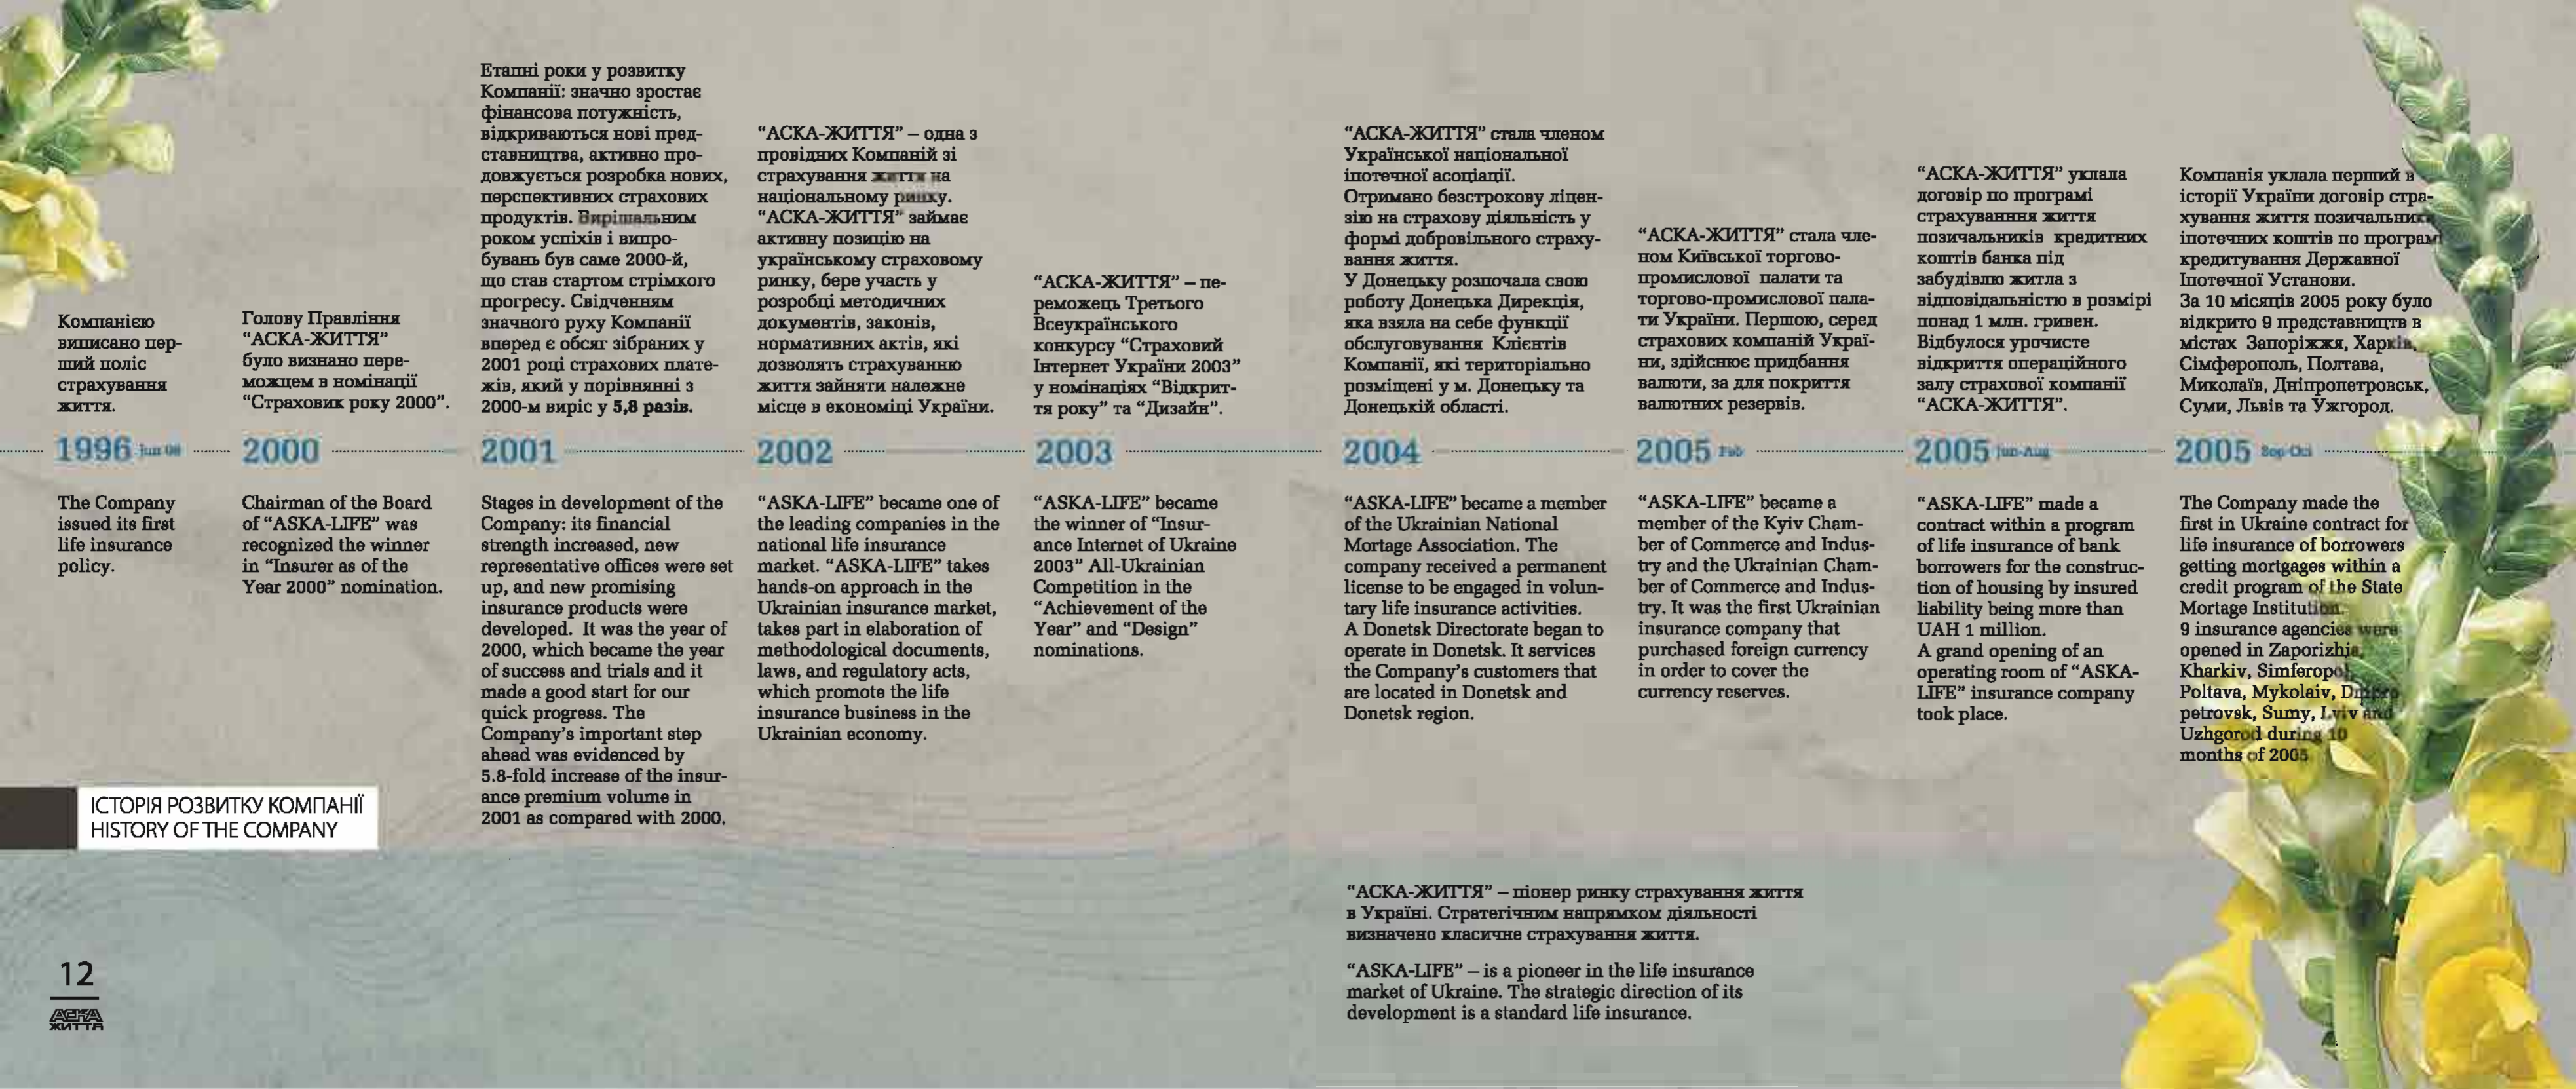 Компанією
виписано пер-
ший поліс
страхування
життя.
1996
The Company
issued its first
life insurance
policy.
Голову Правління
“АСКА-ЖИТТЯ”
було визнано пере-
можцем в номінації
“Страховик року 2000”.
2000
Chairman of the Board
of “ASKA-LIFE” was
recognized the winner
in “Insurer as of the
Year 2000” nomination.
Етапні роки у розвитку
Компанії: значно зростає
фінансова потужність,
відкриваються нові пред-
ставництва, активно про-
довжується розробка нових,
перспективних страхових
продуктів. Вирішальним
роком успіхів і випро-
бувань був саме 2000-й,
що став стартом стрімкого
прогресу. Свідченням
значного руху Компанії
вперед є обсяг зібраних у
2001 році страхових плате-
жів, який у порівнянні з
2000-м виріс у 5,8 разів.
2001
Stages in development of the
Company: its financial
strength increased, new
representative offices were set
up, and new promising
insurance products were
developed. It was the year of
2000, which became the year
of success and trials and it
made a good start for our
quick progress. The
Company’s important step
ahead was evidenced by
5.8-fold increase of the insur-
ance premium volume in
2001 as compared with 2000.
“АСКА-ЖИТТЯ” – одна з
провідних Компаній зі
страхування життя на
національному ринку.
“АСКА-ЖИТТЯ” займає
активну позицію на
українському страховому
ринку, бере участь у
розробці методичних
документів, законів,
нормативних актів, які
дозволять страхуванню
життя зайняти належне
місце в економіці України.
2002
“ASKA-LIFE” became one of
the leading companies in the
national life insurance
market. “ASKA-LIFE” takes
hands-on approach in the
Ukrainian insurance market,
takes part in elaboration of
methodological documents,
laws, and regulatory acts,
which promote the life
insurance business in the
Ukrainian economy.
“АСКА-ЖИТТЯ” – пе-
реможець Третього
Всеукраїнського
конкурсу “Страховий
Інтернет України 2003”
у номінаціях “Відкрит-
тя року” та “Дизайн”.
2003
“ASKA-LIFE” became
the winner of “Insur-
ance Internet of Ukraine
2003” All-Ukrainian
Competition in the
“Achievement of the
Year” and “Design”
nominations.
“АСКА-ЖИТТЯ” стала членом
Української національної
іпотечної асоціації.
Отримано безстрокову ліцен-
зію на страхову діяльність у
формі добровільного страху-
вання життя.
У Донецьку розпочала свою
роботу Донецька Дирекція,
яка взяла на себе функції
обслуговування Клієнтів
Компанії, які територіально
розміщені у м. Донецьку та
Донецькій області.
2004
“ASKA-LIFE” became a member
of the Ukrainian National
Mortage Association. The
company received a permanent
license to be engaged in volun-
tary life insurance activities.
A Donetsk Directorate began to
operate in Donetsk. It services
the Company’s customers that
are located in Donetsk and
Donetsk region.
“АСКА-ЖИТТЯ” стала чле-
ном Київської торгово-
промислової палати та
торгово-промислової пала-
ти України. Першою, серед
страхових компаній Украї-
ни, здійснює придбання
валюти, за для покриття
валютних резервів.
2005 Feb
“ASKA-LIFE” became a
member of the Kyiv Cham-
ber of Commerce and Indus-
try and the Ukrainian Cham-
ber of Commerce and Indus-
try. It was the first Ukrainian
insurance company that
purchased foreign currency
in order to cover the
currency reserves.
“АСКА-ЖИТТЯ” уклала
договір по програмі
страхуванння життя
позичальників кредитних
коштів банка під
забудівлю житла з
відповідальністю в розмірі
понад 1 млн. гривен.
Відбулося урочисте
відкриття операційного
залу страхової компанії
“АСКА-ЖИТТЯ”.
2005 Jun-Aug
“ASKA-LIFE” made a
contract within a program
of life insurance of bank
borrowers for the construc-
tion of housing by insured
liability being more than
UAH 1 million.
A grand opening of an
operating room of “ASKA-
LIFE” insurance company
took place.
Компанія уклала перший в
історії України договір стра-
хування життя позичальників
іпотечних коштів по програмі
кредитування Державної
Іпотечної Установи.
За 10 місяців 2005 року було
відкрито 9 представництв в
містах Запоріжжя, Харків,
Сімферополь, Полтава,
Миколаїв, Дніпропетровськ,
Суми, Львів та Ужгород.
2005 Sep-Oct
The Company made the
first in Ukraine contract for
life insurance of borrowers
getting mortgages within a
credit program of the State
Mortage Institution.
9 insurance agencies were
opened in Zaporizhja,
Kharkiv, Simferopol,
Poltava, Mykolaiv, Dnipro
petrovsk, Sumy, Lviv and
Uzhgorod during 10
months of 2005
ІСТОРІЯ РОЗВИТКУ КОМПАНІЇ
HISTORY OF THE COMPANY
“АСКА-ЖИТТЯ” – піонер ринку страхування життя
в Україні. Стратегічним напрямком діяльності
визначено класичне страхування життя.
“ASKA-LIFE” – is a pioneer in the life insurance
market of Ukraine. The strategic direction of its
development is a standard life insurance.
12
АСКА
ЖИТТЯ